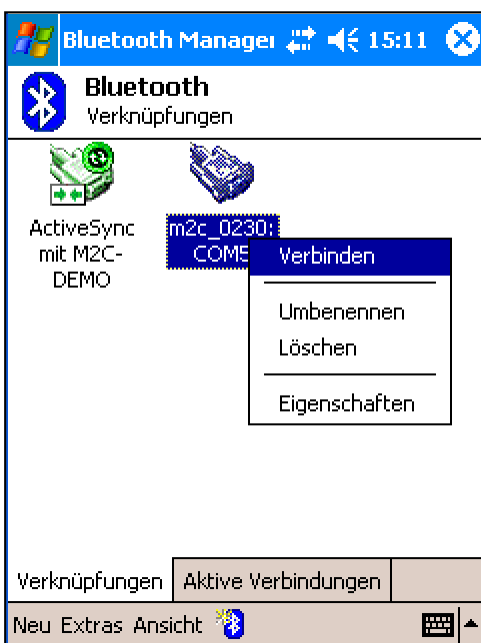 Bluetooth Manager 15:11
Bluetooth
Verknüpfungen
ActiveSync
mit M2C-
DEMO
m2c_0230:
COM5
Verbinden
Umbenennen
Löschen
Eigenschaften
Verknüpfungen Aktive Verbindungen
Neu Extras Ansicht